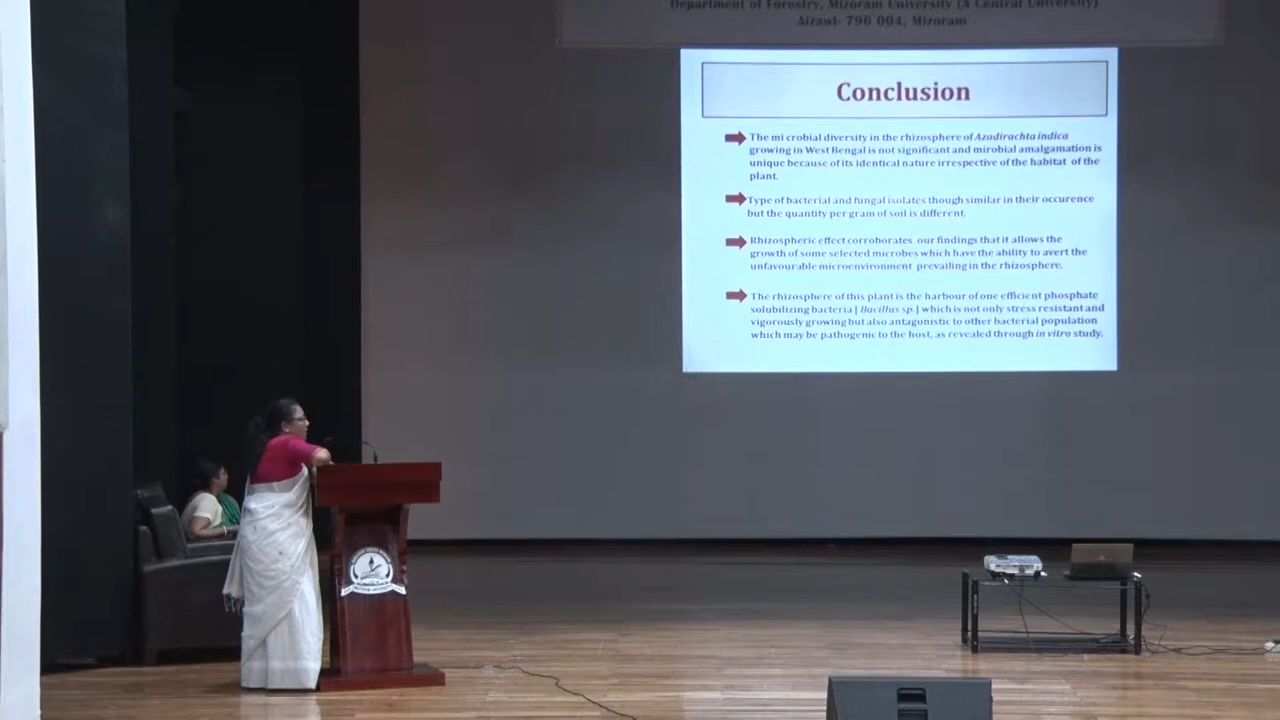 Department of Forestry, Mizoram University (A Central University)
Aizawl- 796 004, Mizoram
Conclusion
The mi crobial diversity in the rhizosphere of Azadirachta indica
growing in West Bengal is not significant and mirobial amalgamation is
unique because of its identical nature irrespective of the habitat of the
plant.
Type of bacterial and fungal isolates though similar in their occurence
but the quantity per gram of soil is different.
Rhizospheric effect corroborates our findings that it allows the
growth of some selected microbes which have the ability to avert the
unfavourable microenvironment prevailing in the rhizosphere.
The rhizosphere of this plant is the harbour of one efficient phosphate
solubilizing bacteria [ Bacillus sp.] which is not only stress resistant and
vigorously growing but also antagonistic to other bacterial population
which may be pathogenic to the host, as revealed through in vitro study.
MIZORAM UNIVERSITY